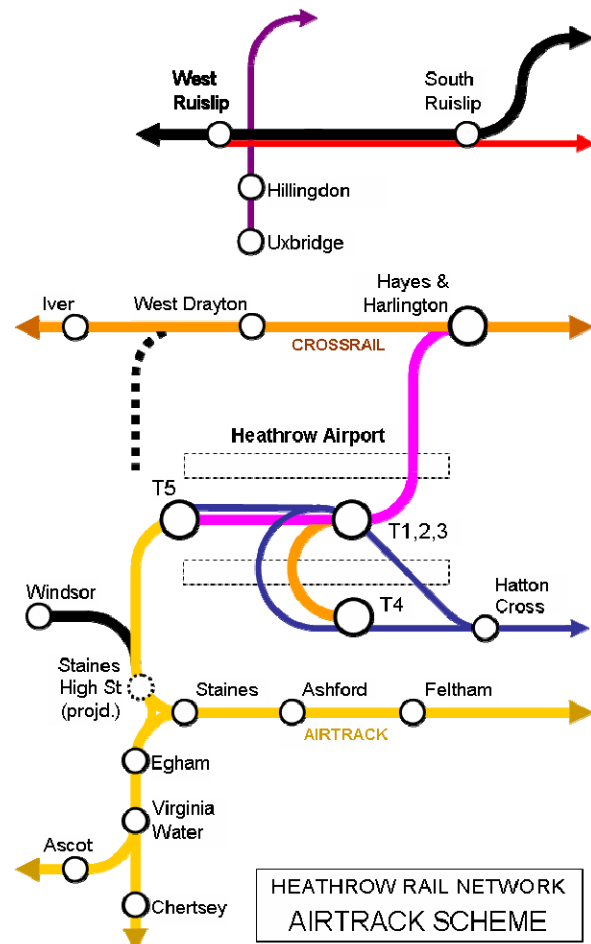 West
Ruislip
South
Ruislip
Hillingdon
Uxbridge
Iver
West Drayton
Hayes &
Harlington
CROSSRAIL
Heathrow Airport
T5
T1,2,3
Windsor
T4
Hatton
Cross
Staines
High St
(projd.)
Staines
Ashford
Feltham
AIRTRACK
Egham
Virginia
Water
Ascot
Chertsey
HEATHROW RAIL NETWORK
AIRTRACK SCHEME